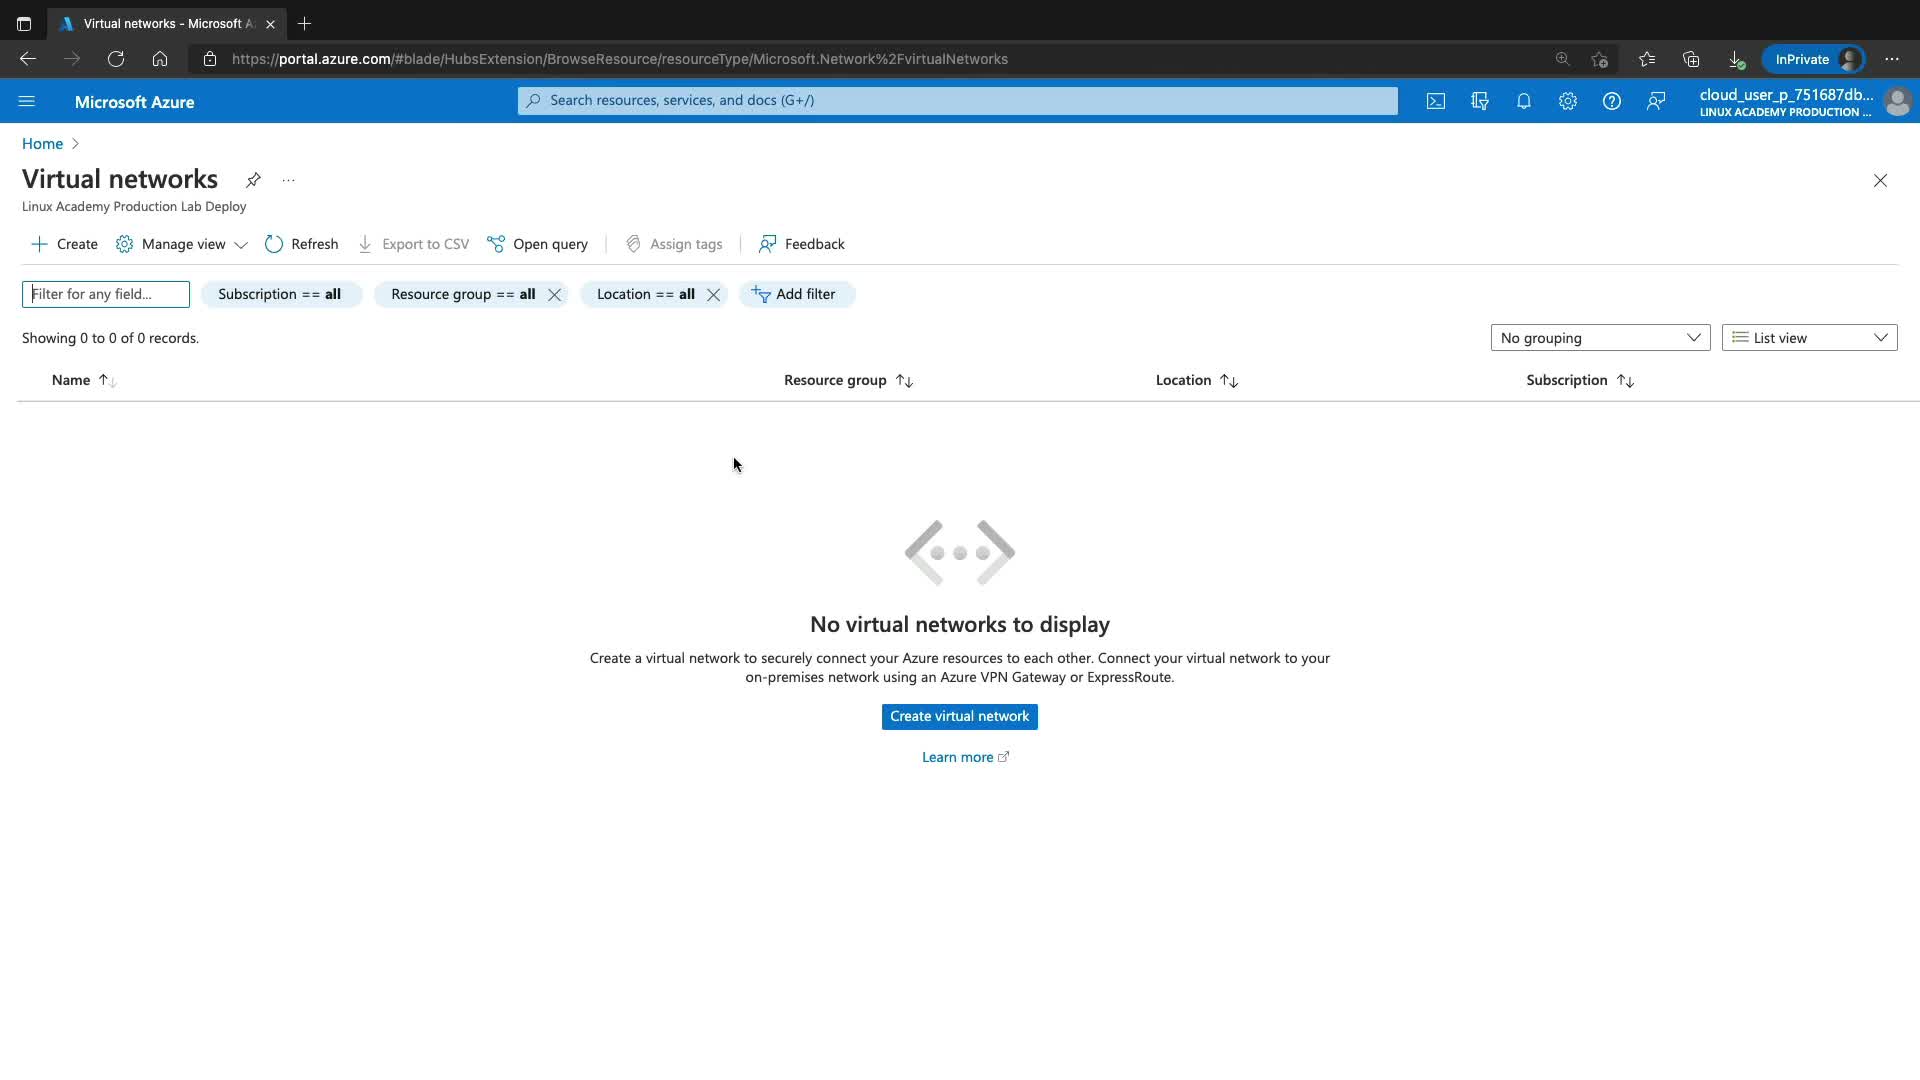 Virtual networks - Microsoft A
https://portal.azure.com/#blade/HubsExtension/BrowseResource/resourceType/Microsoft.Network%2FvirtualNetworks
InPrivate
Microsoft Azure
Search resources, services, and docs (G+/)
cloud_user_p_751687db...
LINUX ACADEMY PRODUCTION ...
Home
Virtual networks
Linux Academy Production Lab Deploy
Create
Manage view
Refresh
Export to CSV
Open query
Assign tags
Feedback
Filter for any field...
Subscription == all
Resource group == all
Location == all
Add filter
Showing 0 to 0 of 0 records.
No grouping
List view
Name
Resource group
Location
Subscription
No virtual networks to display
Create a virtual network to securely connect your Azure resources to each other. Connect your virtual network to your
on-premises network using an Azure VPN Gateway or ExpressRoute.
Create virtual network
Learn more